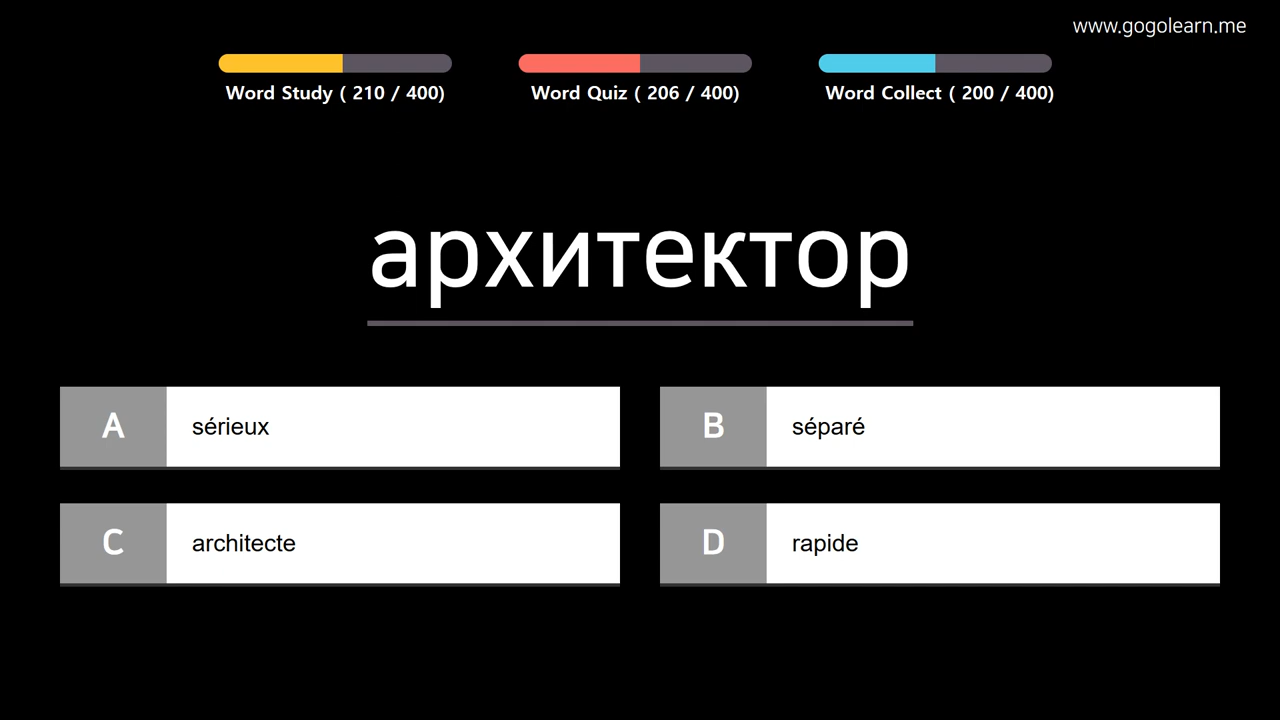 www.gogolearn.me
Word Study ( 210 / 400)
Word Quiz ( 206 / 400)
Word Collect ( 200 / 400)
архитектор
A sérieux
B séparé
C architecte
D rapide